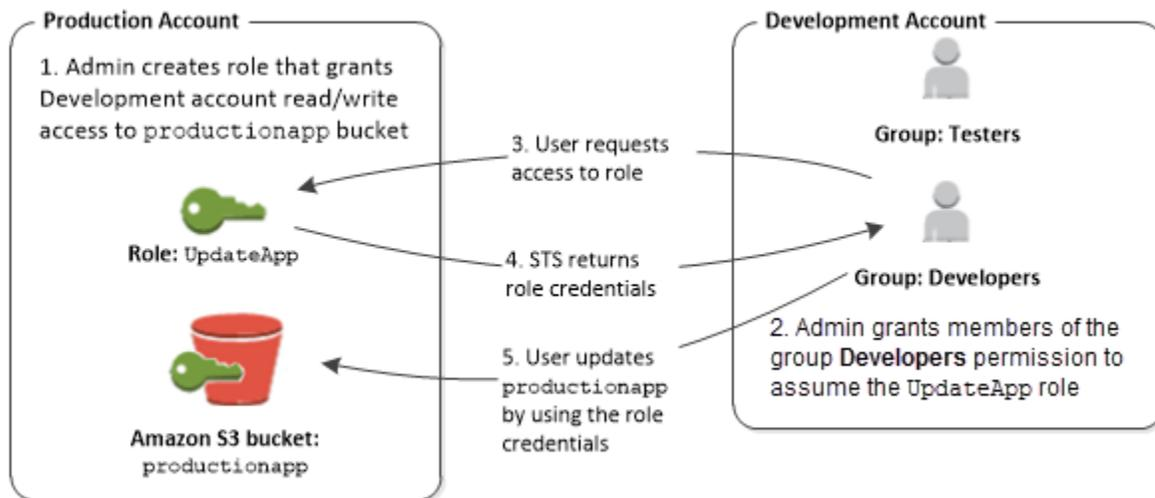 Production Account
1. Admin creates role that grants
Development account read/write
access to productionapp bucket
Role: UpdateApp
Amazon S3 bucket:
productionapp
3. User requests
access to role
4. STS returns
role credentials
5. User updates
productionapp
by using the role
credentials
Development Account
Group: Testers
Group: Developers
2. Admin grants members of the
group Developers permission to
assume the UpdateApp role